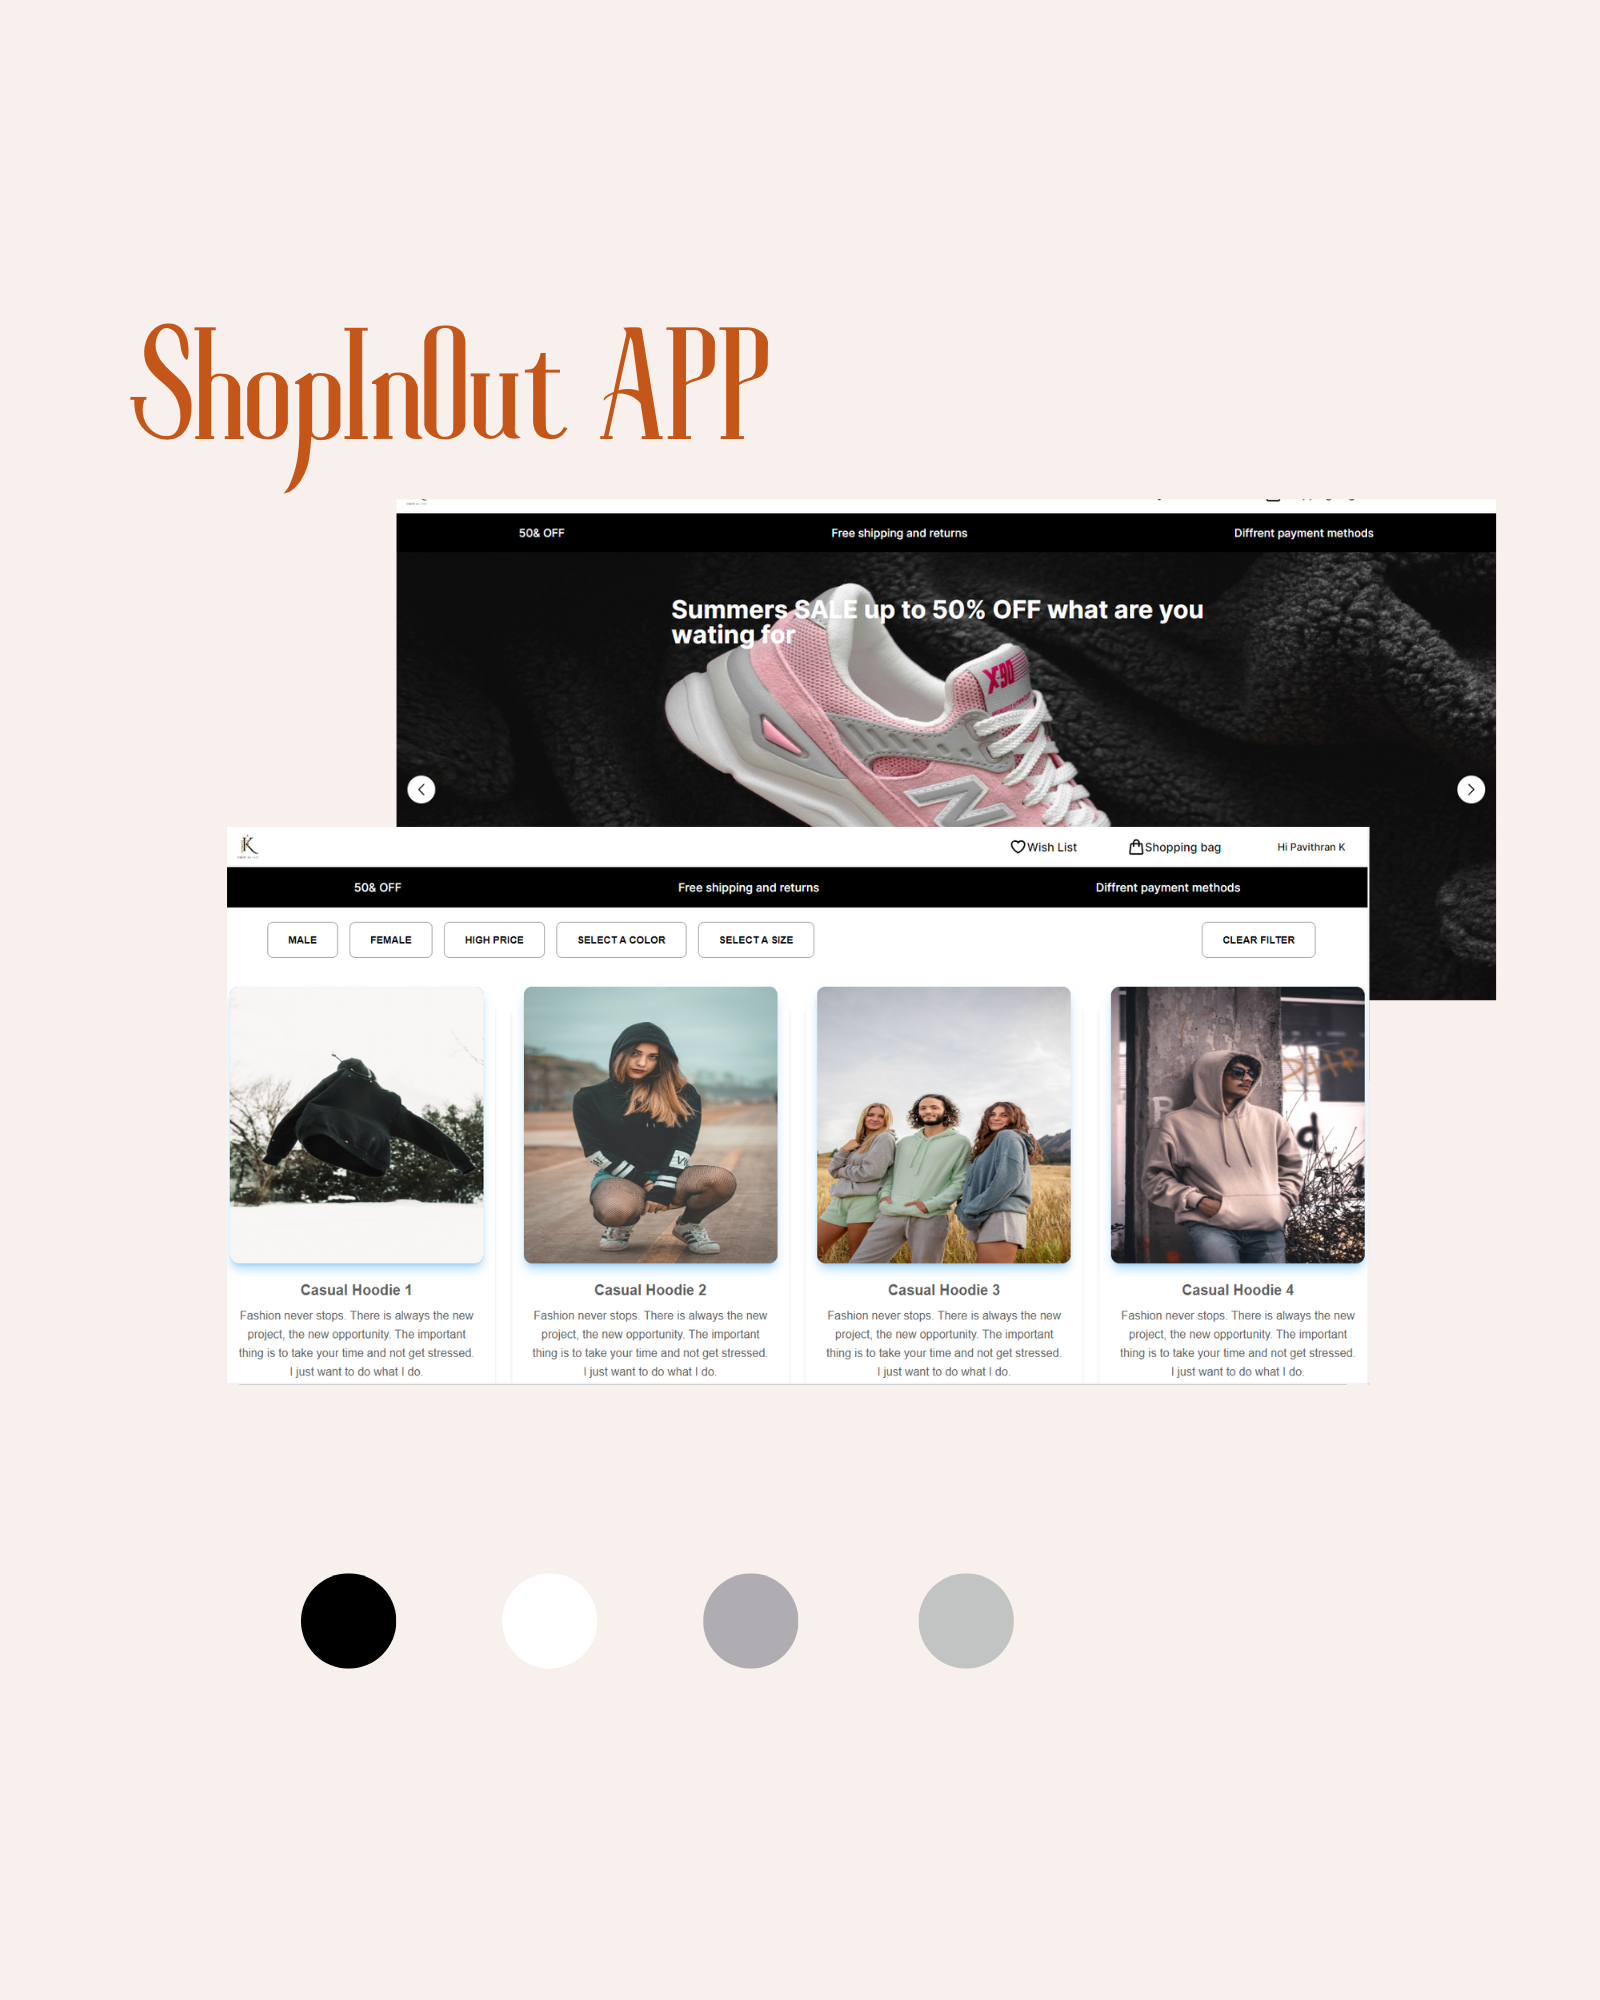 ShopInOut APP
50& OFF
Free shipping and returns
Diffrent payment methods
Summers SALE up to 50% OFF what are you
wating for
X-90
N
K
Wish List
Shopping bag
Hi Pavithran K
50& OFF
Free shipping and returns
Diffrent payment methods
MALE
FEMALE
HIGH PRICE
SELECT A COLOR
SELECT A SIZE
CLEAR FILTER
Casual Hoodie 1
Fashion never stops. There is always the new
project, the new opportunity. The important
thing is to take your time and not get stressed.
I just want to do what I do.
Casual Hoodie 2
Fashion never stops. There is always the new
project, the new opportunity. The important
thing is to take your time and not get stressed.
I just want to do what I do.
Casual Hoodie 3
Fashion never stops. There is always the new
project, the new opportunity. The important
thing is to take your time and not get stressed.
I just want to do what I do.
Casual Hoodie 4
Fashion never stops. There is always the new
project, the new opportunity. The important
thing is to take your time and not get stressed.
I just want to do what I do.